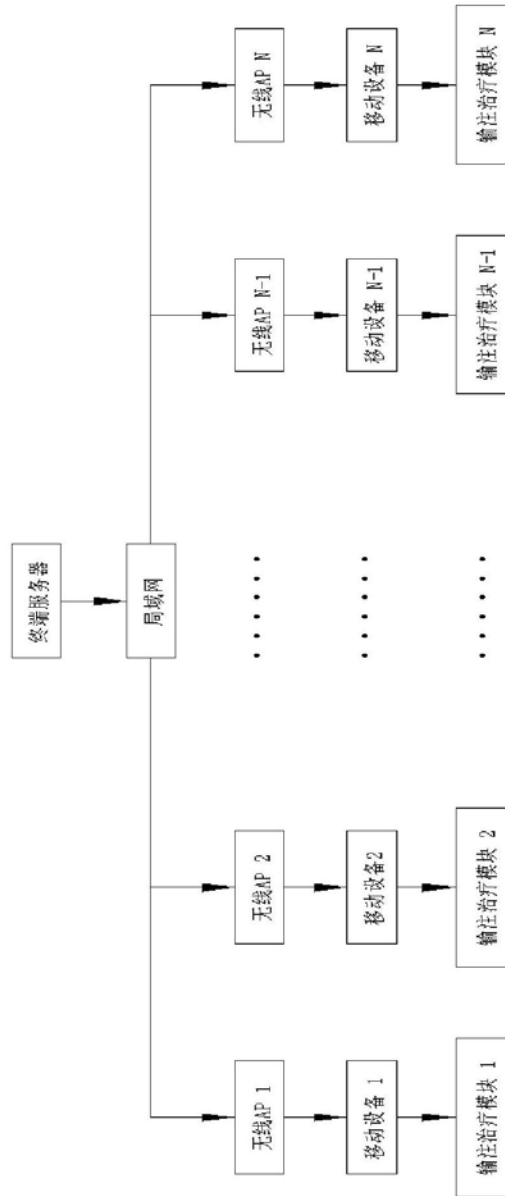 终端服务器
局域网
无线AP 1
无线AP 2
无线AP N-1
无线AP N
移动设备 1
移动设备2
移动设备 N-1
移动设备 N
输注治疗模块 1
输注治疗模块 2
输注治疗模块 N-1
输注治疗模块 N